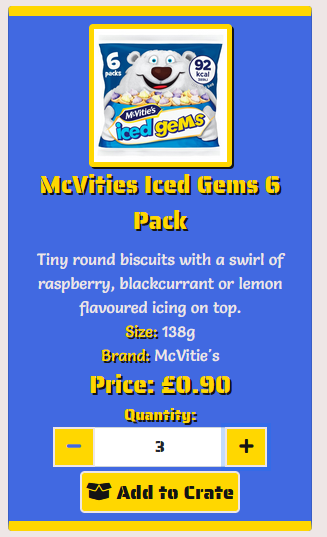 6
packs
92
kcal
McVitie's
iced gems
McVities Iced Gems 6
Pack
Tiny round biscuits with a swirl of
raspberry, blackcurrant or lemon
flavoured icing on top.
Size: 138g
Brand: McVitie's
Price: £0.90
Quantity:
− 3 +
Add to Crate